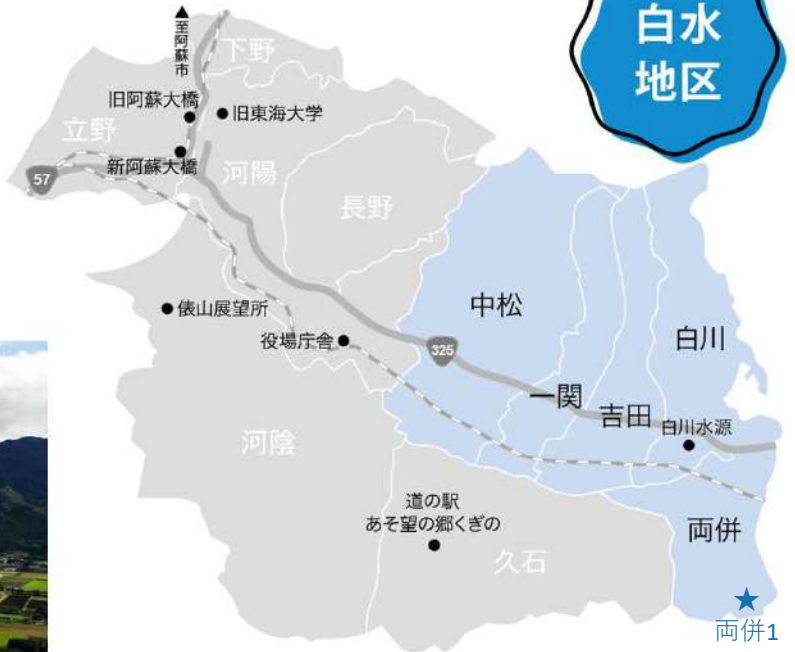 白水
地区
▲至阿蘇市
下野
旧阿蘇大橋
旧東海大学
立野
新阿蘇大橋
河陽
57
長野
中松
俵山展望所
役場庁舎
325
白川
一関
吉田
白川水源
河陰
道の駅
あそ望の郷くぎの
両併
久石
★
両併1